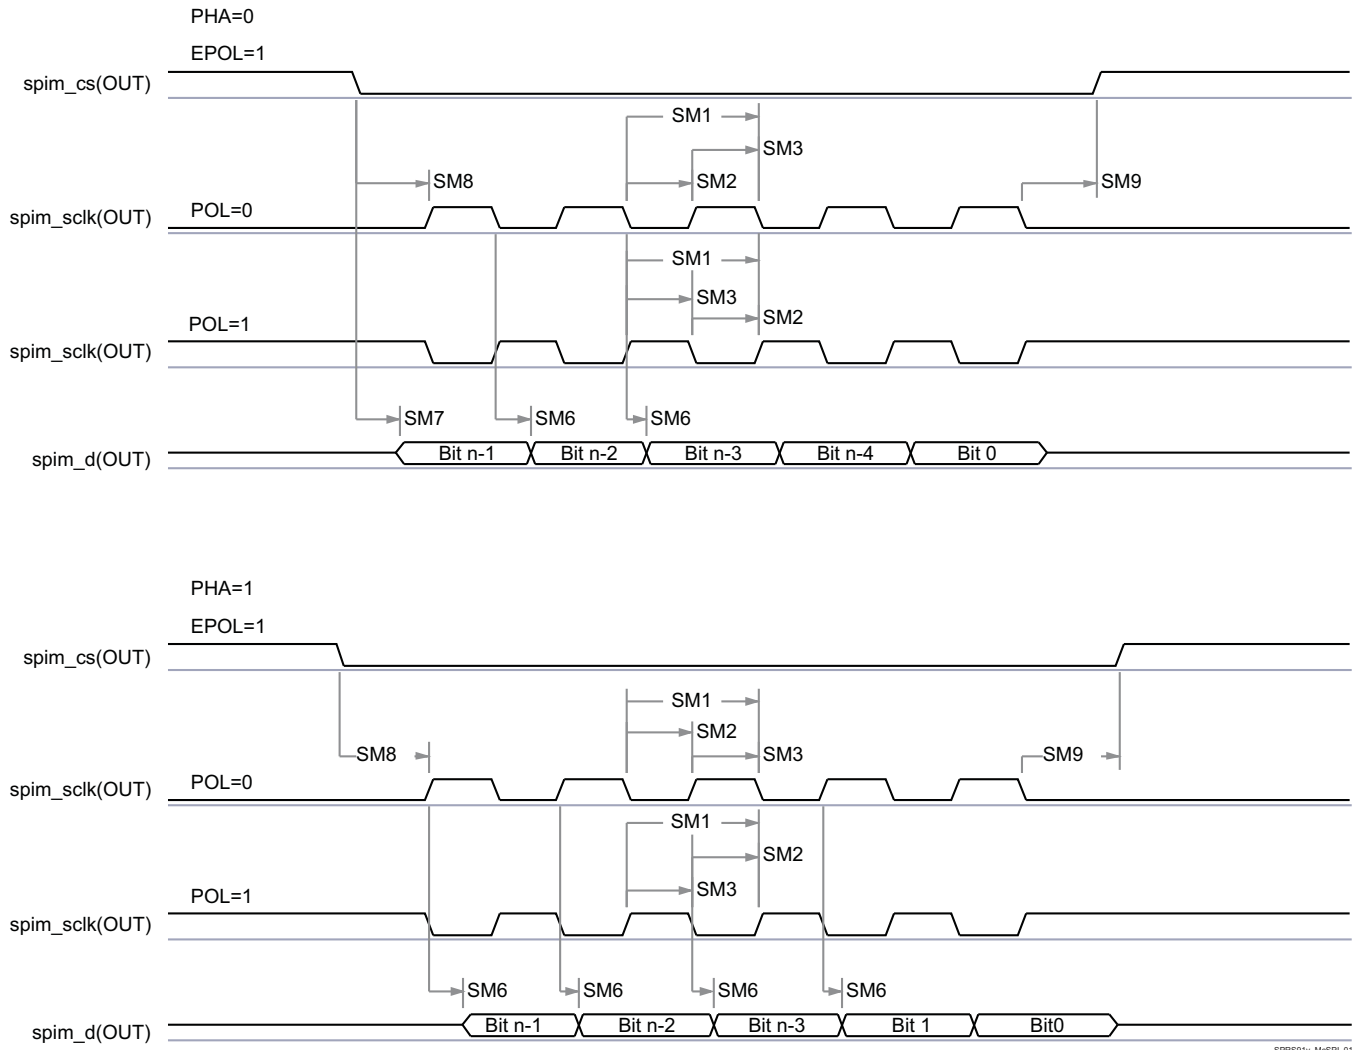 PHA=0
EPOL=1
spim_cs(OUT)
SM1
SM3
SM8
SM2
SM9
POL=0
spim_sclk(OUT)
SM1
SM3
SM2
POL=1
spim_sclk(OUT)
SM7
SM6
SM6
spim_d(OUT)
Bit n-1
Bit n-2
Bit n-3
Bit n-4
Bit 0
PHA=1
EPOL=1
spim_cs(OUT)
SM1
SM2
SM8
SM3
SM9
POL=0
spim_sclk(OUT)
SM1
SM2
SM3
POL=1
spim_sclk(OUT)
SM6
SM6
SM6
SM6
spim_d(OUT)
Bit n-1
Bit n-2
Bit n-3
Bit 1
Bit0